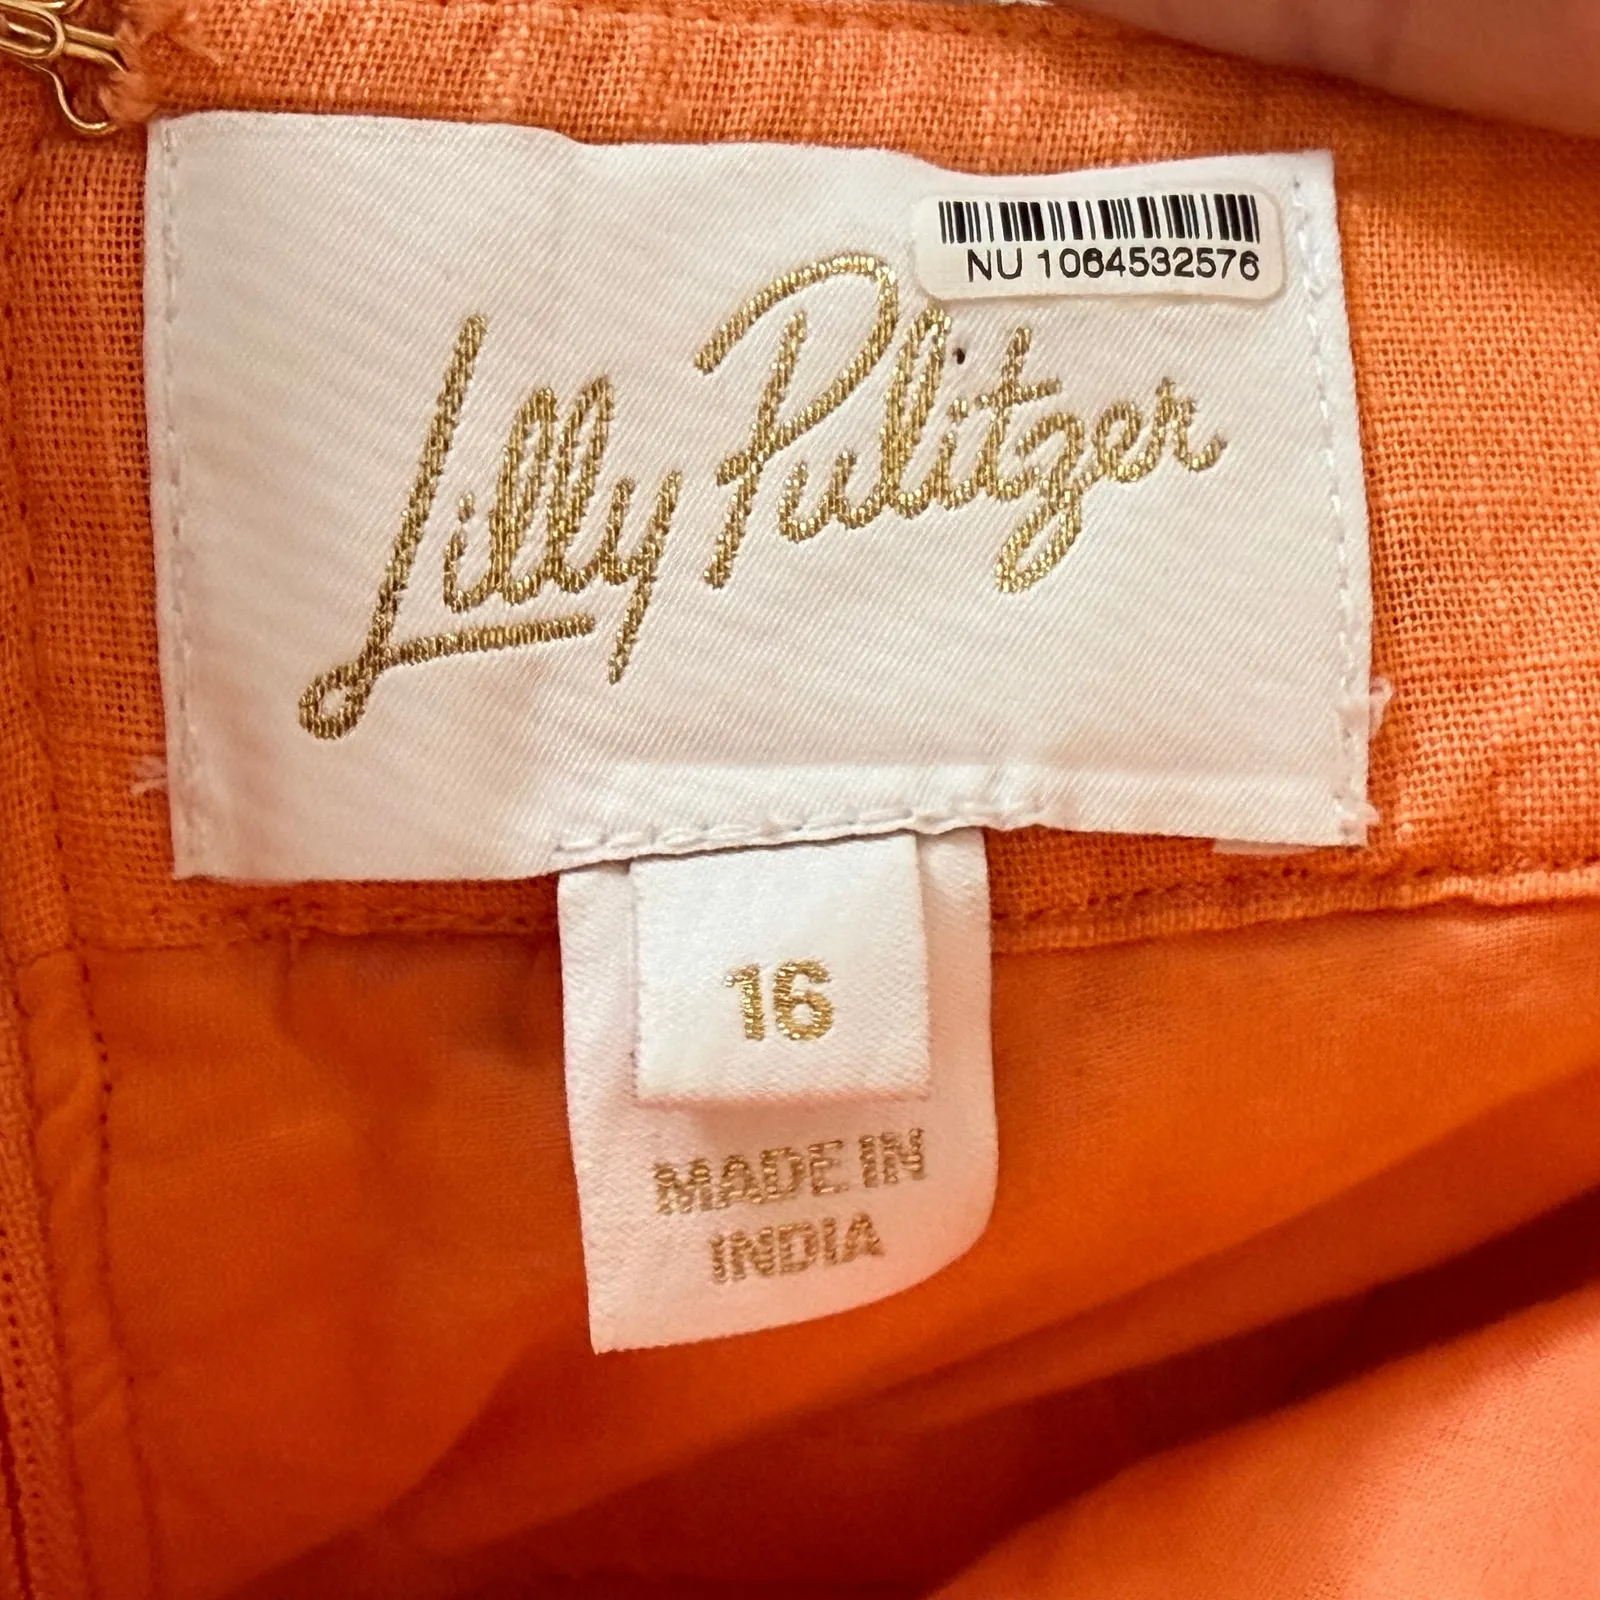 NU 1064532576
Lilly Pulitzer
16
MADE IN
INDIA